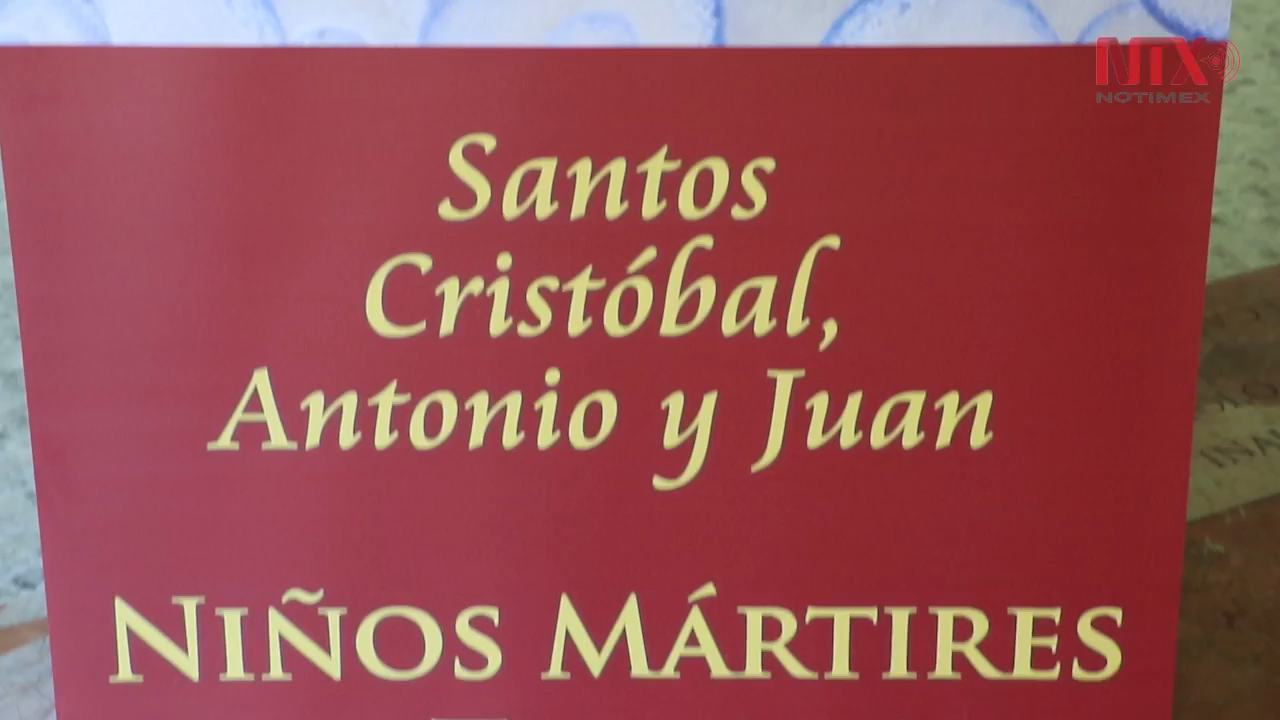 NTX
NOTIMEX
Santos
Cristóbal,
Antonio y Juan
NIÑOS MÁRTIRES